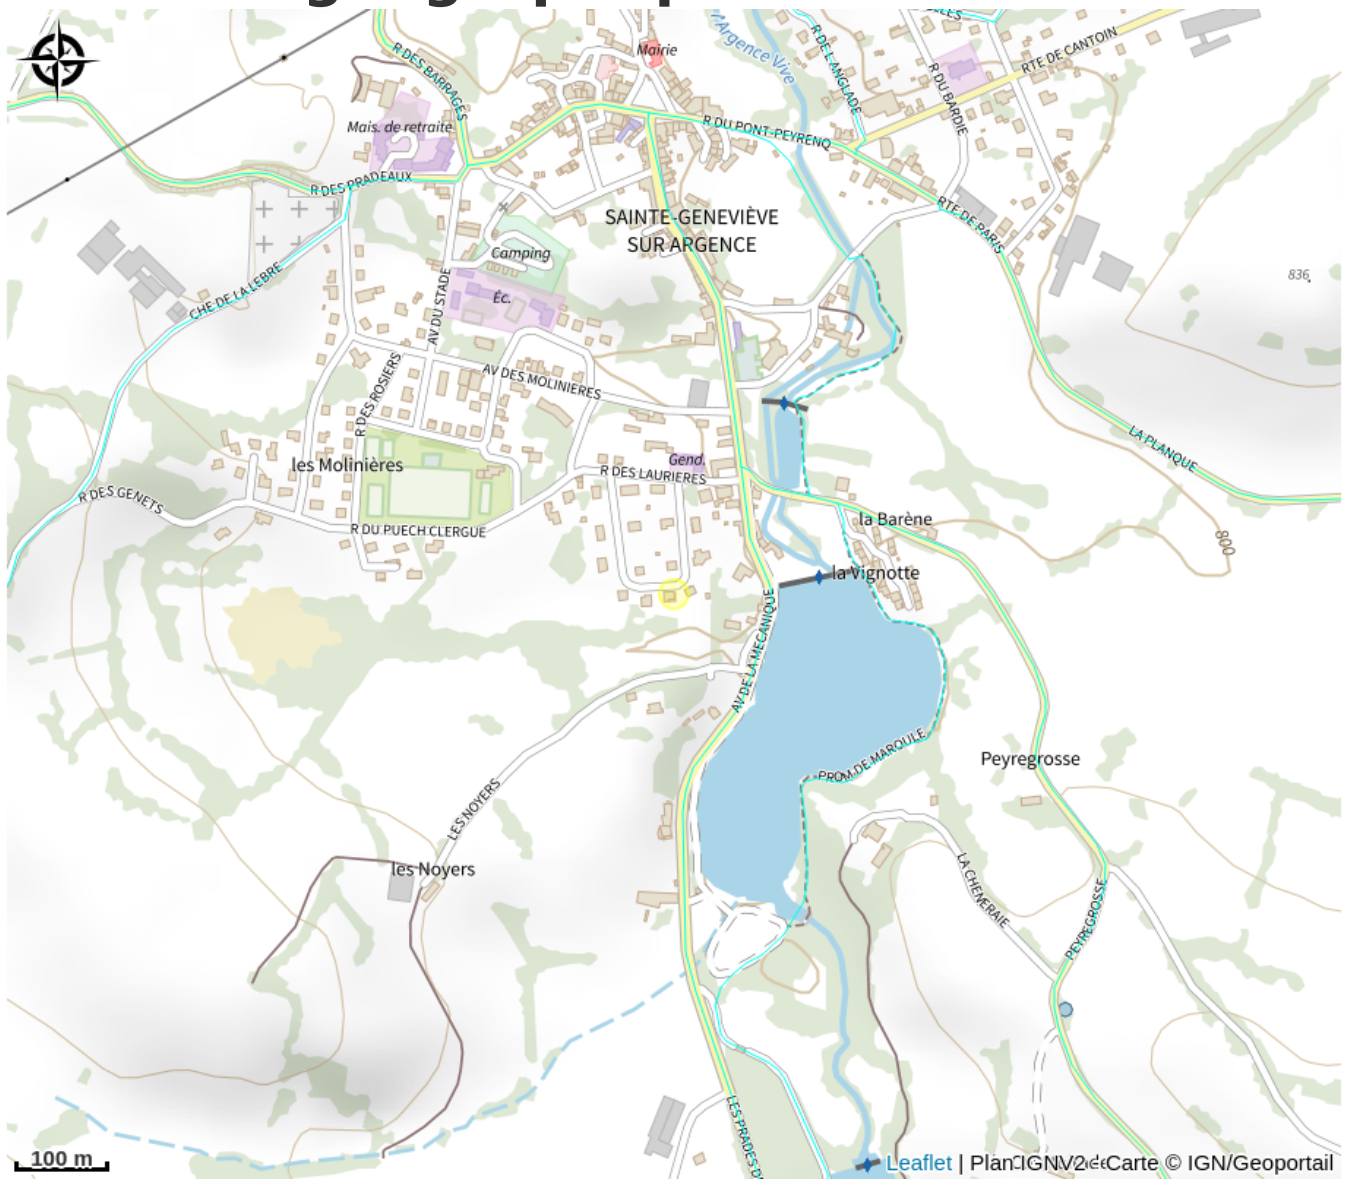 Mairie
l'Argence Vive
R DE L'ANGLADE
RTE DE CANTOIN
R DU BARDIE
R DES BARRAGES
Mais. de retraite
R DU PONT-PEYRENQ
R DES PRADEAUX
RTE DE PARIS
SAINTE-GENEVIÈVE
SUR ARGENCE
Camping
Éc.
836
CHE DE LA LEBRE
AV DU STADE
AV DES MOLINIERES
R DES ROSIERS
LA PLANQUE
les Molinières
Gend.
R DES LAURIERES
R DES GENETS
R DU PUECH CLERGUE
la Barène
800
la Vignotte
AV DE LA MECANIQUE
PROM DE MAROULE
Peyregrosse
LES NOYERS
les Noyers
LA CHENERAIE
PEYREGROSSE
LES PRADES D
100 m
Leaflet | Plan IGNV2 - Carte © IGN/Geoportail